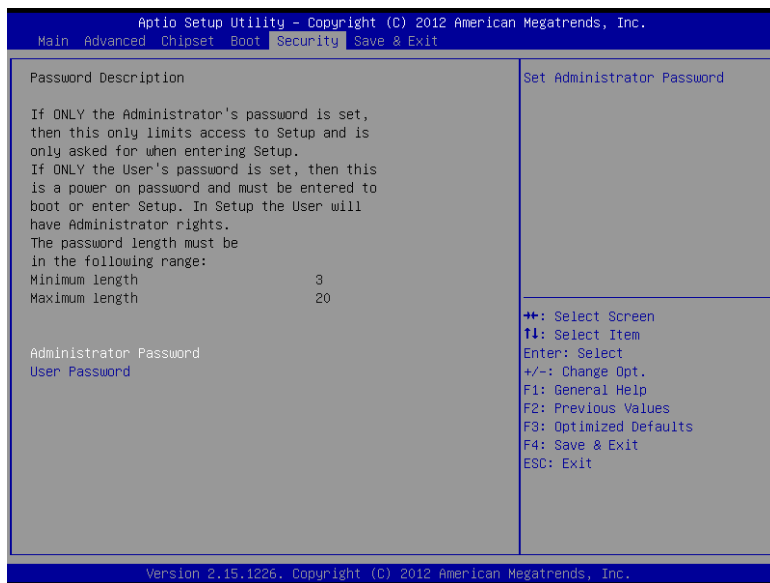 Aptio Setup Utility – Copyright (C) 2012 American Megatrends, Inc.
Main Advanced Chipset Boot Security Save & Exit
Password Description
If ONLY the Administrator's password is set,
then this only limits access to Setup and is
only asked for when entering Setup.
If ONLY the User's password is set, then this
is a power on password and must be entered to
boot or enter Setup. In Setup the User will
have Administrator rights.
The password length must be
in the following range:
Minimum length 3
Maximum length 20
Administrator Password
User Password
Set Administrator Password
→←: Select Screen
↑↓: Select Item
Enter: Select
+/-: Change Opt.
F1: General Help
F2: Previous Values
F3: Optimized Defaults
F4: Save & Exit
ESC: Exit
Version 2.15.1226. Copyright (C) 2012 American Megatrends, Inc.